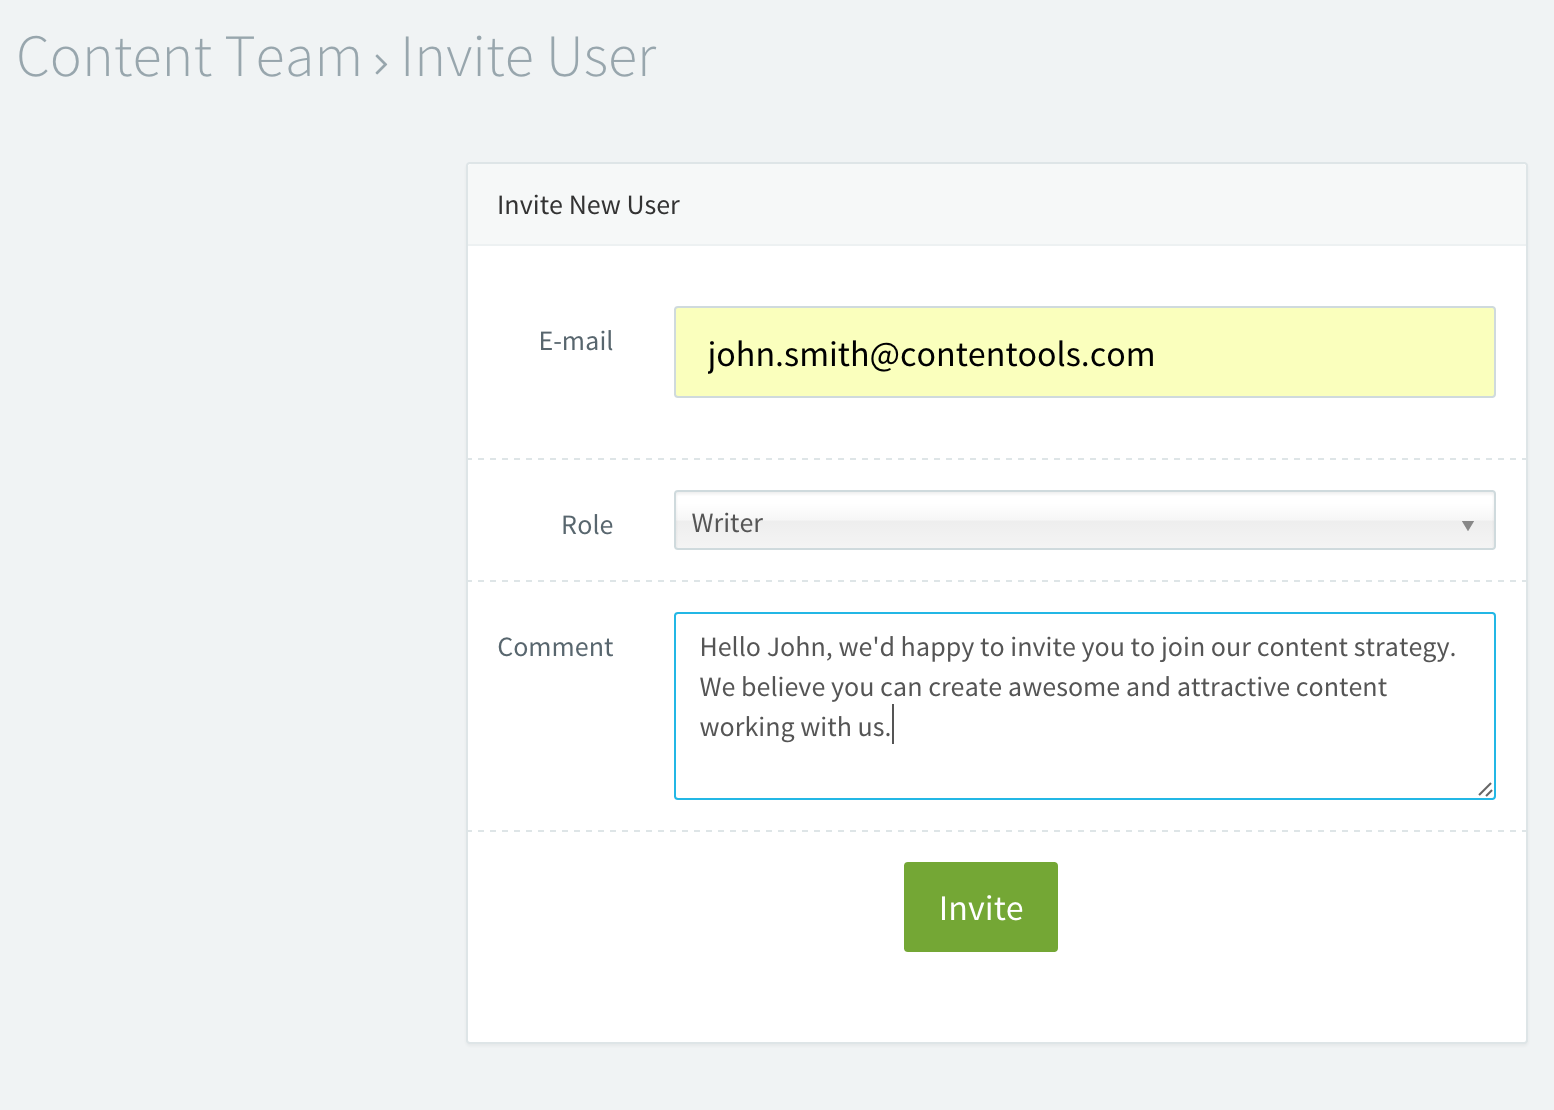 Content Team › Invite User
Invite New User
E-mail
john.smith@contentools.com
Role
Writer
Comment
Hello John, we'd happy to invite you to join our content strategy.
We believe you can create awesome and attractive content
working with us.
Invite